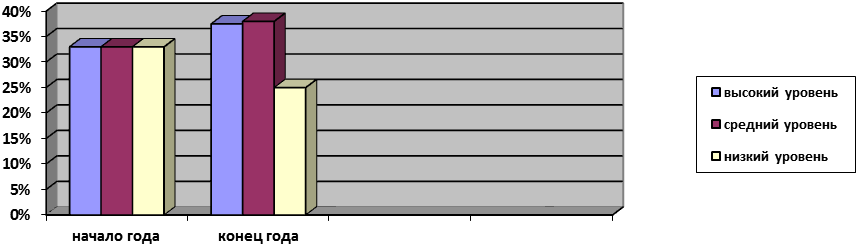 40%
35%
30%
25%
20%
15%
10%
5%
0%
начало года
конец года
высокий уровень
средний уровень
низкий уровень